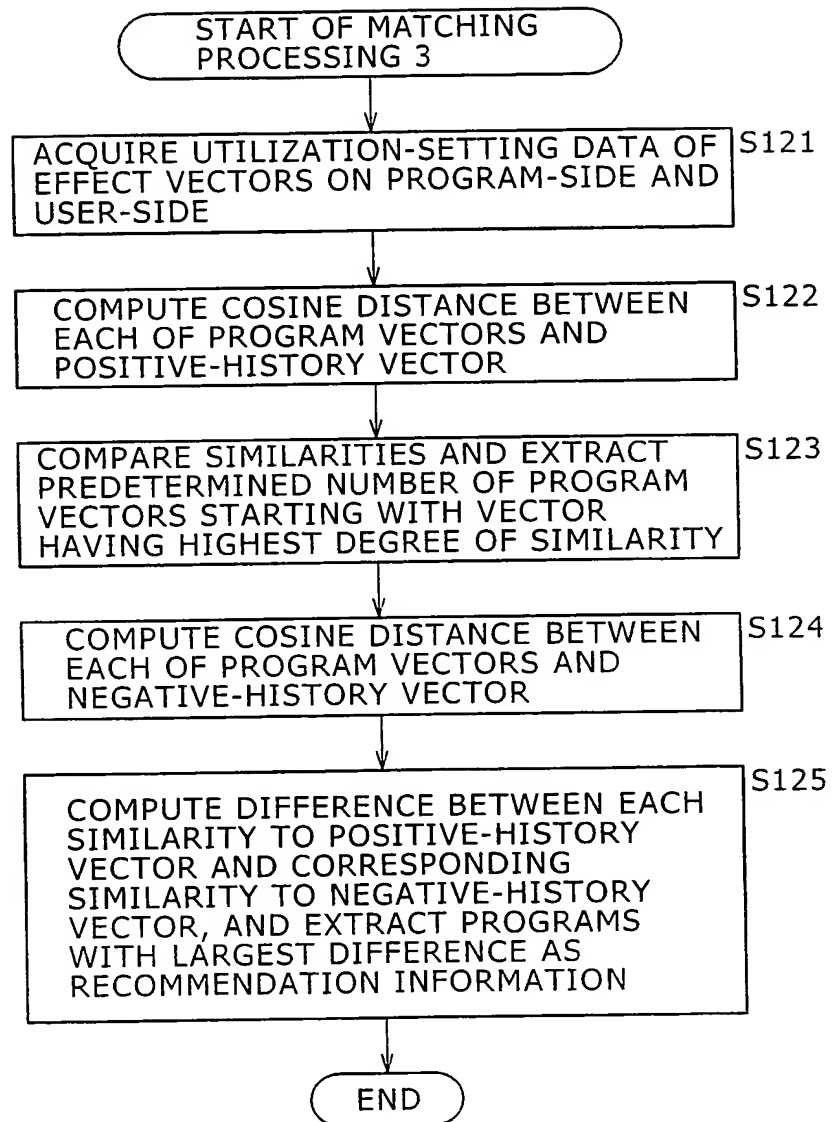 START OF MATCHING
PROCESSING 3
S121
ACQUIRE UTILIZATION-SETTING DATA OF
EFFECT VECTORS ON PROGRAM-SIDE AND
USER-SIDE
S122
COMPUTE COSINE DISTANCE BETWEEN
EACH OF PROGRAM VECTORS AND
POSITIVE-HISTORY VECTOR
S123
COMPARE SIMILARITIES AND EXTRACT
PREDETERMINED NUMBER OF PROGRAM
VECTORS STARTING WITH VECTOR
HAVING HIGHEST DEGREE OF SIMILARITY
S124
COMPUTE COSINE DISTANCE BETWEEN
EACH OF PROGRAM VECTORS AND
NEGATIVE-HISTORY VECTOR
S125
COMPUTE DIFFERENCE BETWEEN EACH
SIMILARITY TO POSITIVE-HISTORY
VECTOR AND CORRESPONDING
SIMILARITY TO NEGATIVE-HISTORY
VECTOR, AND EXTRACT PROGRAMS
WITH LARGEST DIFFERENCE AS
RECOMMENDATION INFORMATION
END